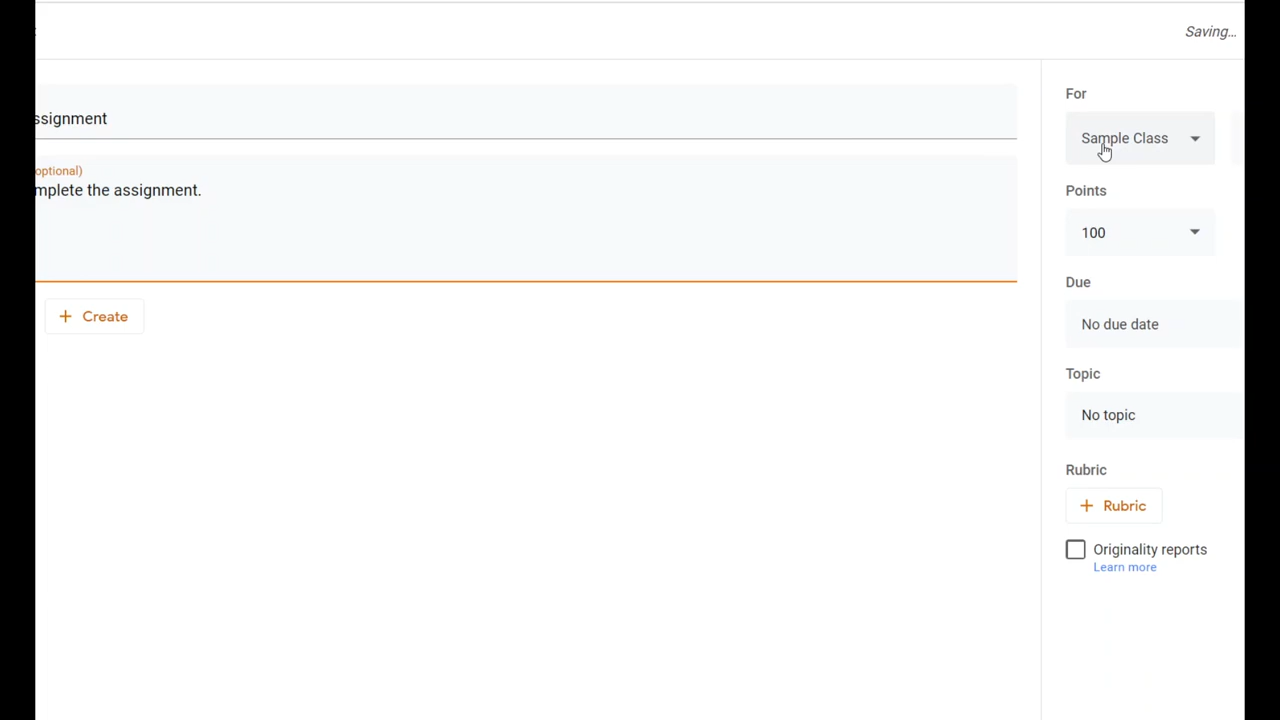 Saving…
For
ssignment
Sample Class
optional)
mplete the assignment.
Points
100
Due
Create
No due date
Topic
No topic
Rubric
Rubric
Originality reports
Learn more